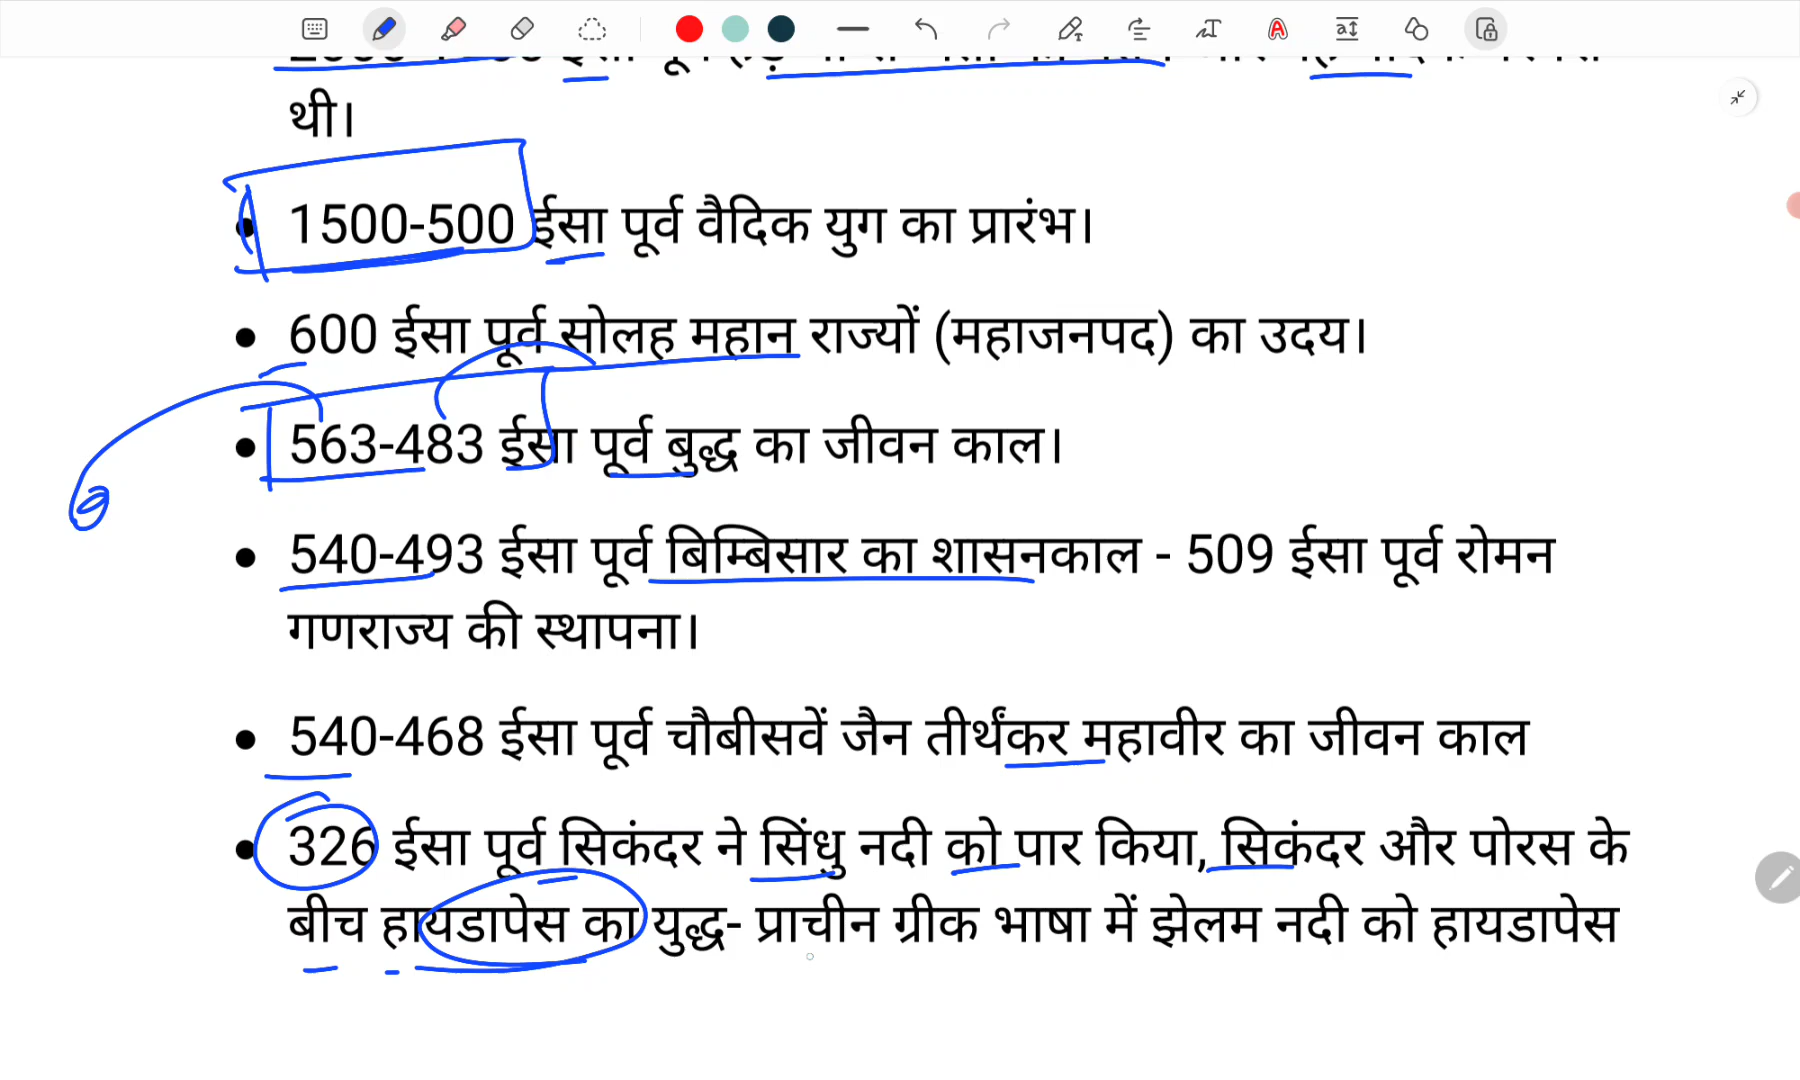 थी।
• 1500-500 ईसा पूर्व वैदिक युग का प्रारंभ।
• 600 ईसा पूर्व सोलह महान राज्यों (महाजनपद) का उदय।
• 563-483 ईसा पूर्व बुद्ध का जीवन काल।
• 540-493 ईसा पूर्व बिम्बिसार का शासनकाल - 509 ईसा पूर्व रोमन
गणराज्य की स्थापना।
• 540-468 ईसा पूर्व चौबीसवें जैन तीर्थंकर महावीर का जीवन काल
• 326 ईसा पूर्व सिकंदर ने सिंधु नदी को पार किया, सिकंदर और पोरस के
बीच हायडापेस का युद्ध- प्राचीन ग्रीक भाषा में झेलम नदी को हायडापेस